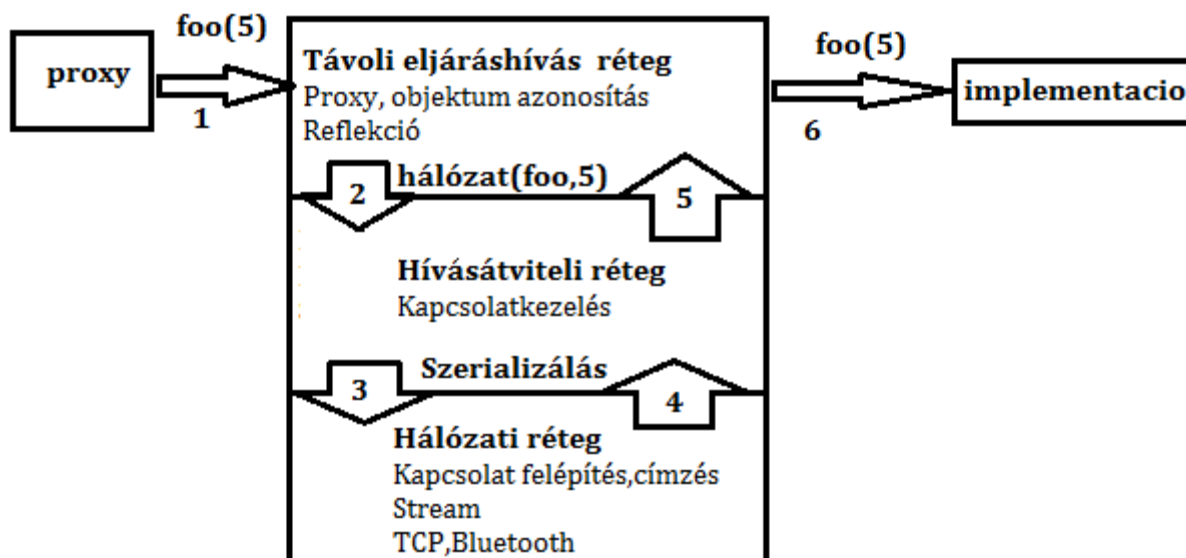 foo(5)
proxy
1
Távoli eljáráshívás réteg
Proxy, objektum azonosítás
Reflekció
foo(5)
6
implementacio
2
hálózat(foo,5)
5
Hívásátviteli réteg
Kapcsolatkezelés
3
Szerializálás
4
Hálózati réteg
Kapcsolat felépítés,címzés
Stream
TCP,Bluetooth